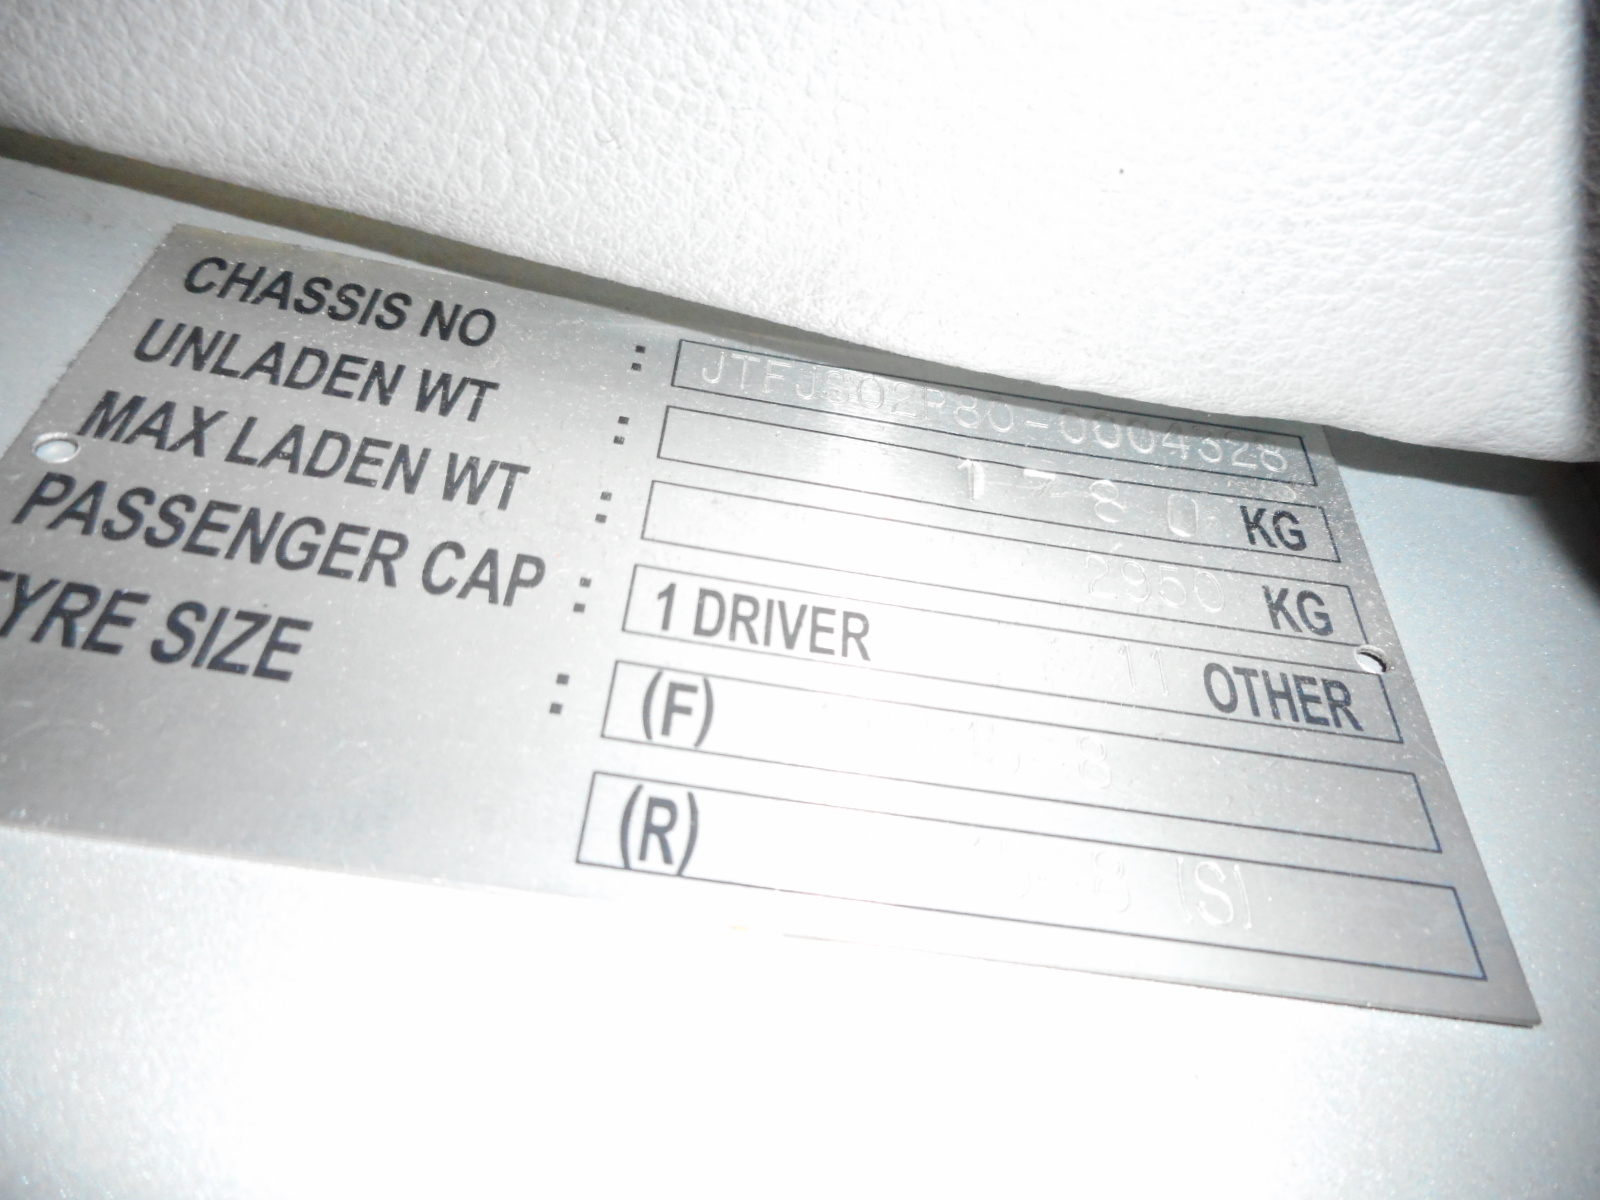 CHASSIS NO : JTFJS02P80-0004328
UNLADEN WT : 1780 KG
MAX LADEN WT : 2950 KG
PASSENGER CAP : 1 DRIVER 11 OTHER
TYRE SIZE : (F)
(R) (S)